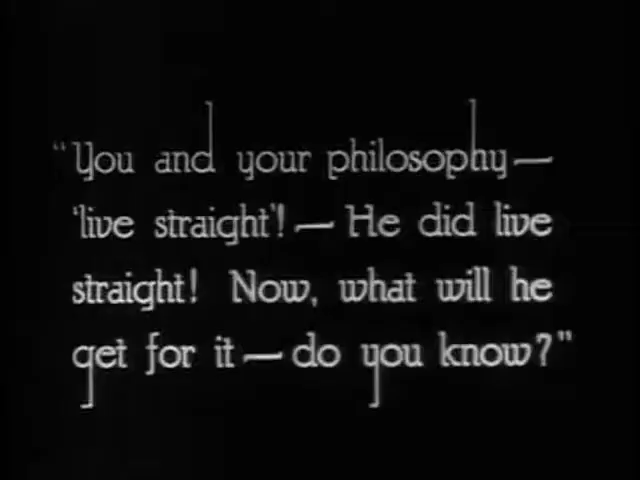 "You and your philosophy—
'live straight'!—He did live
straight! Now, what will he
get for it—do you know?"